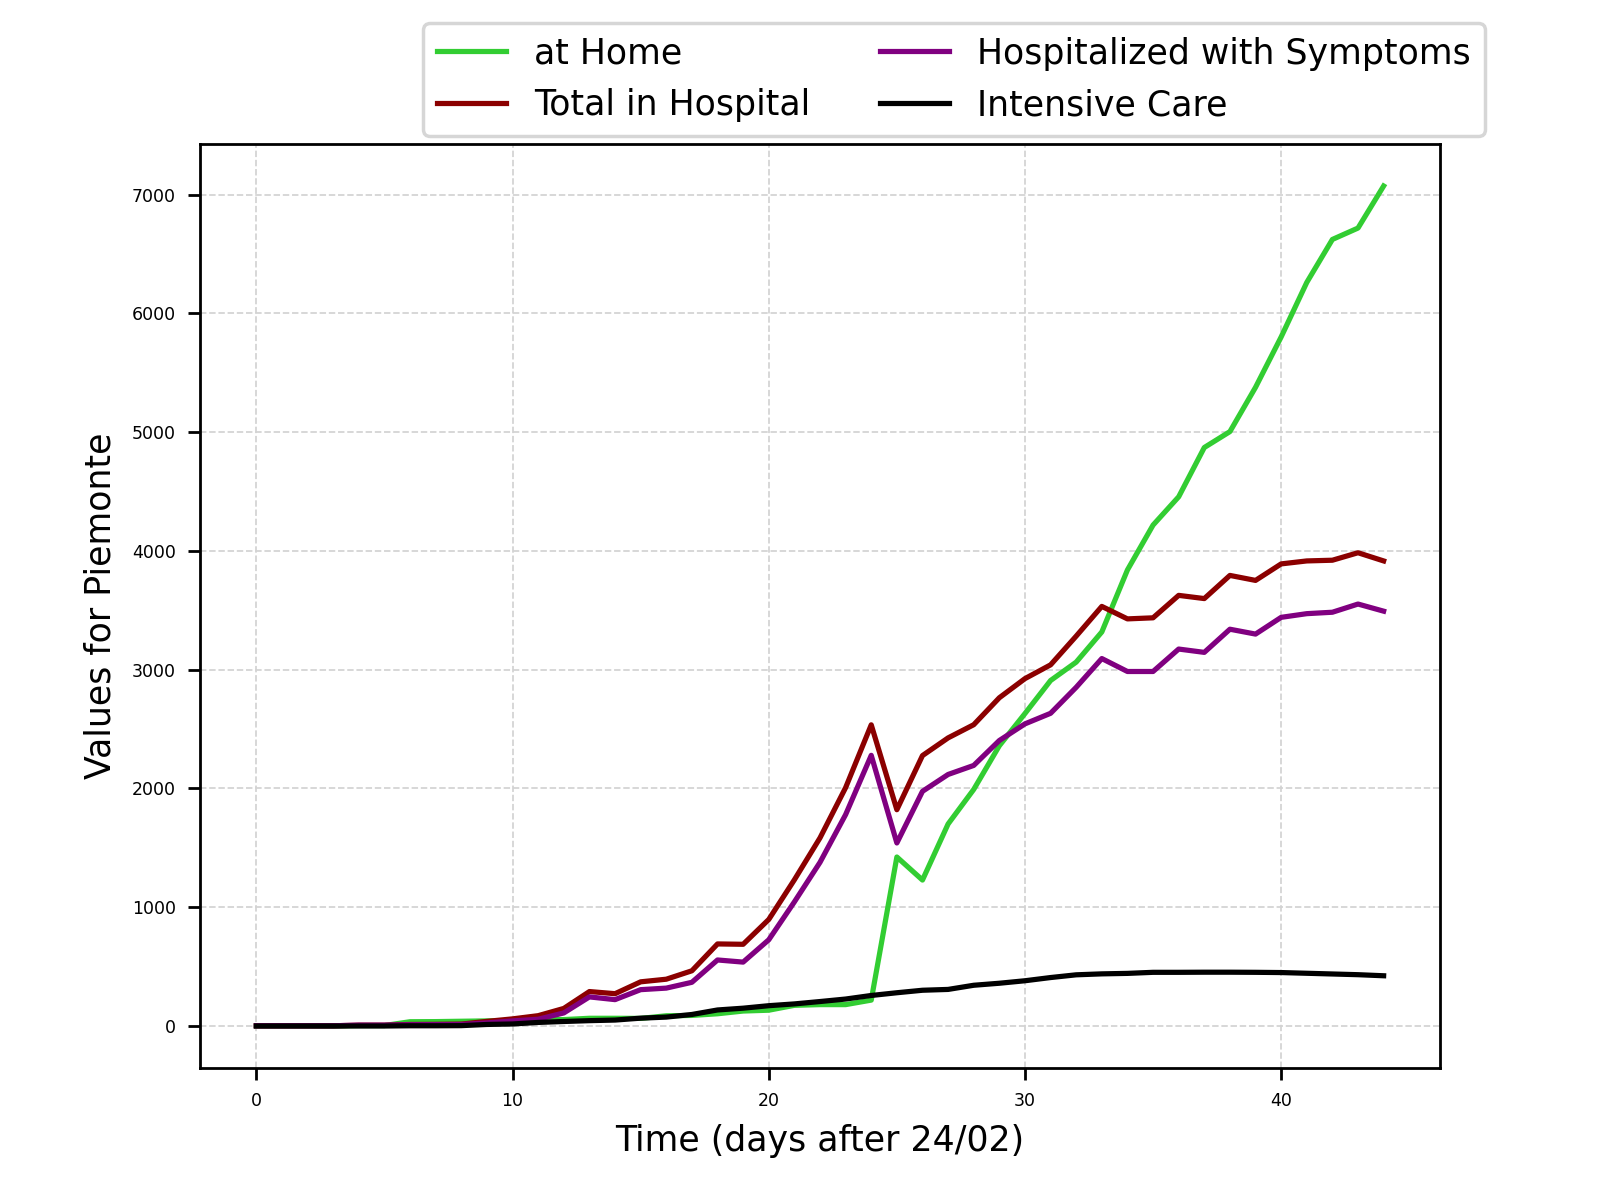 at Home
Total in Hospital
Hospitalized with Symptoms
Intensive Care
Values for Piemonte
7000
6000
5000
4000
3000
2000
1000
0
0 10 20 30 40
Time (days after 24/02)